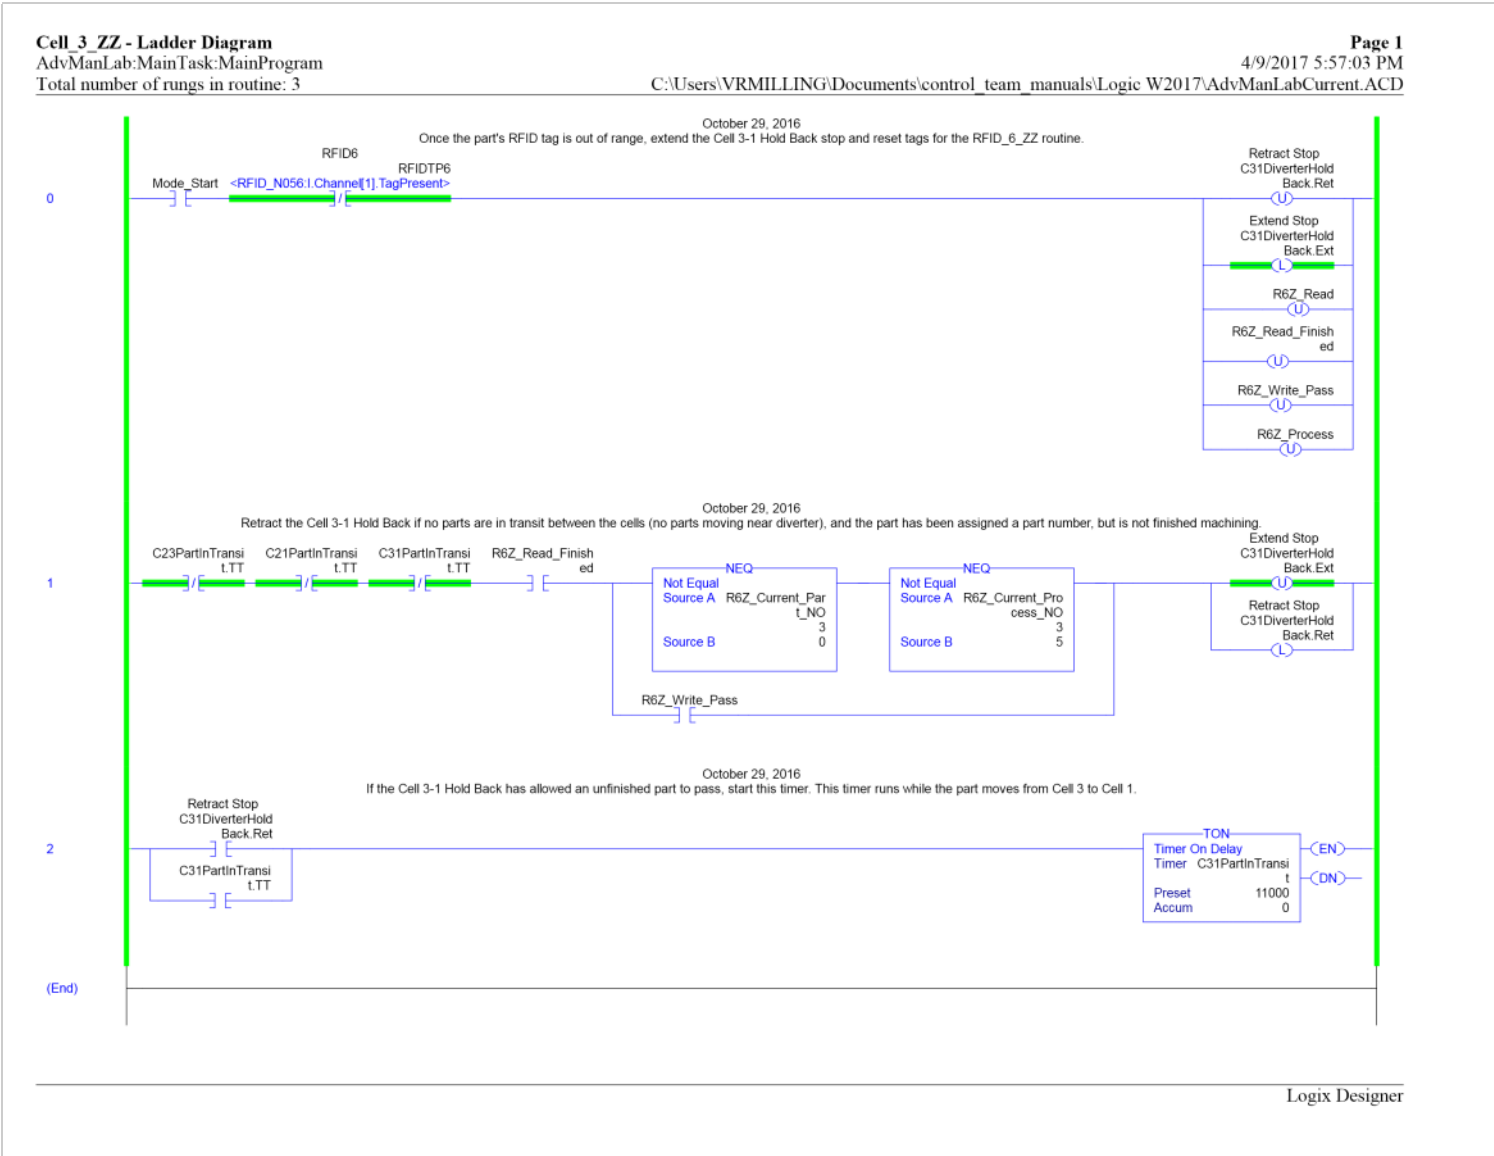 Cell_3_ZZ - Ladder Diagram
Page 1
AdvManLab:MainTask:MainProgram
4/9/2017 5:57:03 PM
Total number of rungs in routine: 3
C:\Users\VRMILLING\Documents\control_team_manuals\Logic W2017\AdvManLabCurrent.ACD
October 29, 2016
Once the part's RFID tag is out of range, extend the Cell 3-1 Hold Back stop and reset tags for the RFID_6_ZZ routine.
0
Mode_Start
RFID6
RFIDTP6
<RFID_N056:I.Channel[1].TagPresent>
/
Retract Stop
C31DiverterHold
Back.Ret
U
Extend Stop
C31DiverterHold
Back.Ext
L
R6Z_Read
U
R6Z_Read_Finish
ed
U
R6Z_Write_Pass
U
R6Z_Process
U
October 29, 2016
Retract the Cell 3-1 Hold Back if no parts are in transit between the cells (no parts moving near diverter), and the part has been assigned a part number, but is not finished machining.
1
C23PartInTransi
t.TT
/
C21PartInTransi
t.TT
/
C31PartInTransi
t.TT
/
R6Z_Read_Finish
ed
NEQ
Not Equal
Source A R6Z_Current_Par
t_NO
3
Source B 0
NEQ
Not Equal
Source A R6Z_Current_Pro
cess_NO
3
Source B 5
R6Z_Write_Pass
Extend Stop
C31DiverterHold
Back.Ext
U
Retract Stop
C31DiverterHold
Back.Ret
L
October 29, 2016
If the Cell 3-1 Hold Back has allowed an unfinished part to pass, start this timer. This timer runs while the part moves from Cell 3 to Cell 1.
2
Retract Stop
C31DiverterHold
Back.Ret
C31PartInTransi
t.TT
TON
Timer On Delay
Timer C31PartInTransi
t
Preset 11000
Accum 0
EN
DN
(End)
Logix Designer